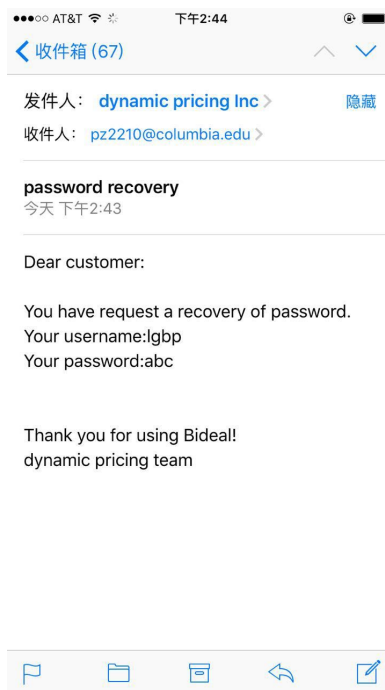 AT&T 下午2:44
收件箱 (67)
发件人： dynamic pricing Inc 隐藏
收件人： pz2210@columbia.edu
password recovery
今天 下午2:43
Dear customer:
You have request a recovery of password.
Your username:lgbp
Your password:abc
Thank you for using Bideal!
dynamic pricing team